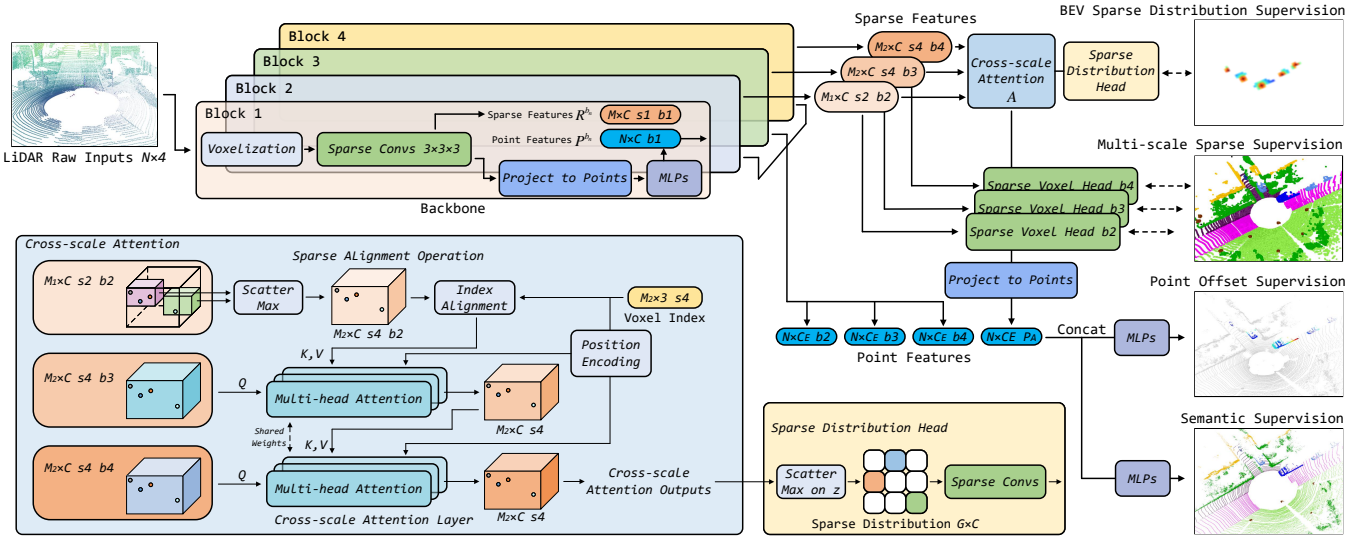 LiDAR Raw Inputs N×4
Block 4
Block 3
Block 2
Block 1
Voxelization
Sparse Convs 3×3×3
Sparse Features R^bₙ
M×C s1 b1
Point Features P^bₙ
N×C b1
Project to Points
MLPs
Backbone
Sparse Features
M₂×C s4 b4
M₂×C s4 b3
M₁×C s2 b2
Cross-scale
Attention
A
Sparse
Distribution
Head
BEV Sparse Distribution Supervision
Multi-scale Sparse Supervision
Sparse Voxel Head b4
Sparse Voxel Head b3
Sparse Voxel Head b2
Project to Points
N×CE b2
N×CE b3
N×CE b4
N×CE PA
Point Features
Concat
MLPs
Point Offset Supervision
MLPs
Semantic Supervision
Cross-scale Attention
Sparse Alignment Operation
M₁×C s2 b2
Scatter
Max
M₂×C s4 b2
Index
Alignment
M₂×3 s4
Voxel Index
Position
Encoding
K,V
M₂×C s4 b3
Q
Multi-head Attention
M₂×C s4
Shared
Weights
K,V
M₂×C s4 b4
Q
Multi-head Attention
M₂×C s4
Cross-scale Attention Layer
Cross-scale
Attention Outputs
Sparse Distribution Head
Scatter
Max on z
Sparse Convs
Sparse Distribution G×C